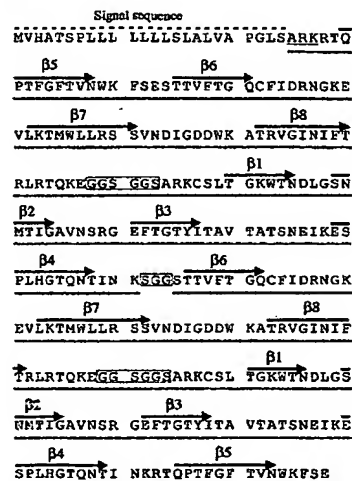 Signal sequence
MVHATSPLLL LLLLSLALVA PGLSARKRTQ
β5 β6
PTFGFTVNWK FSESTTVFTG QCFIDRNGKE
β7 β8
VLKTMWLLRS SVNDIGDDWK ATRVGINIFT
β1
RLRTQKEGGS GGSARKCSLT GKWTNDLGSN
β2 β3
MTIGAVNSRG EFTGTYITAV TATSNEIKES
β4 β6
PLHGTQNTIN KSGGSTTVFT GQCFIDRNGK
β7 β8
EVLKTMWLLR SSVNDIGDDW KATRVGINIF
β1
TRLRTQKEGG SGGSARKCSL TGKWTNDLGS
β2 β3
NMTIGAVNSR GEFTGTYITA VTATSNEIKE
β4 β5
SPLHGTQNTI NKRTQPTFGF TVNWKFSE